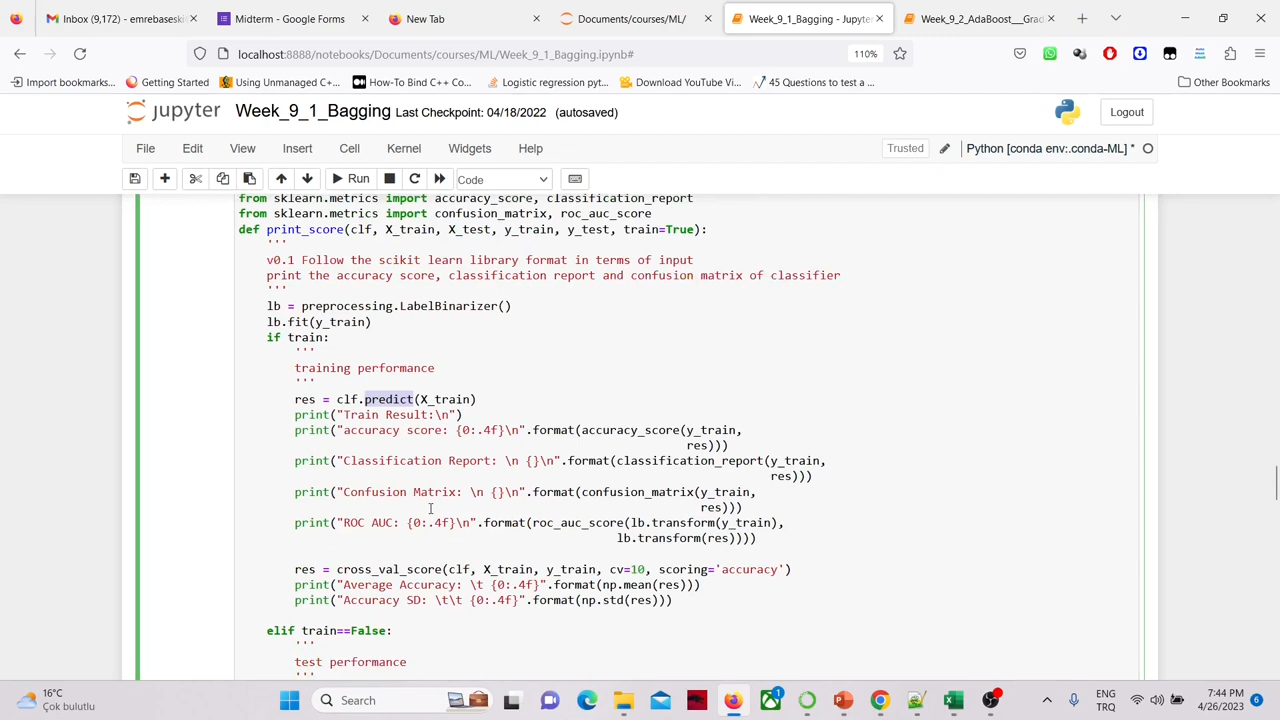 Inbox (9,172) - emrebaseski
Midterm - Google Forms
New Tab
Documents/courses/ML/
Week_9_1_Bagging - Jupyter
Week_9_2_AdaBoost__Grad
localhost:8888/notebooks/Documents/courses/ML/Week_9_1_Bagging.ipynb#
110%
Import bookmarks...
Getting Started
Using Unmanaged C++...
How-To Bind C++ Co...
Logistic regression pyt...
Download YouTube Vi...
45 Questions to test a ...
Other Bookmarks
jupyter Week_9_1_Bagging Last Checkpoint: 04/18/2022 (autosaved)
Logout
File Edit View Insert Cell Kernel Widgets Help
Trusted
Python [conda env:.conda-ML] *
Run
Code
from sklearn.metrics import accuracy_score, classification_report
from sklearn.metrics import confusion_matrix, roc_auc_score
def print_score(clf, X_train, X_test, y_train, y_test, train=True):
'''
v0.1 Follow the scikit learn library format in terms of input
print the accuracy score, classification report and confusion matrix of classifier
'''
lb = preprocessing.LabelBinarizer()
lb.fit(y_train)
if train:
'''
training performance
'''
res = clf.predict(X_train)
print("Train Result:\n")
print("accuracy score: {0:.4f}\n".format(accuracy_score(y_train,
res)))
print("Classification Report: \n {}\n".format(classification_report(y_train,
res)))
print("Confusion Matrix: \n {}\n".format(confusion_matrix(y_train,
res)))
print("ROC AUC: {0:.4f}\n".format(roc_auc_score(lb.transform(y_train),
lb.transform(res))))
res = cross_val_score(clf, X_train, y_train, cv=10, scoring='accuracy')
print("Average Accuracy: \t {0:.4f}".format(np.mean(res)))
print("Accuracy SD: \t\t {0:.4f}".format(np.std(res)))
elif train==False:
'''
test performance
'''
16°C
Çok bulutlu
Search
1
ENG
TRQ
7:44 PM
4/26/2023
6